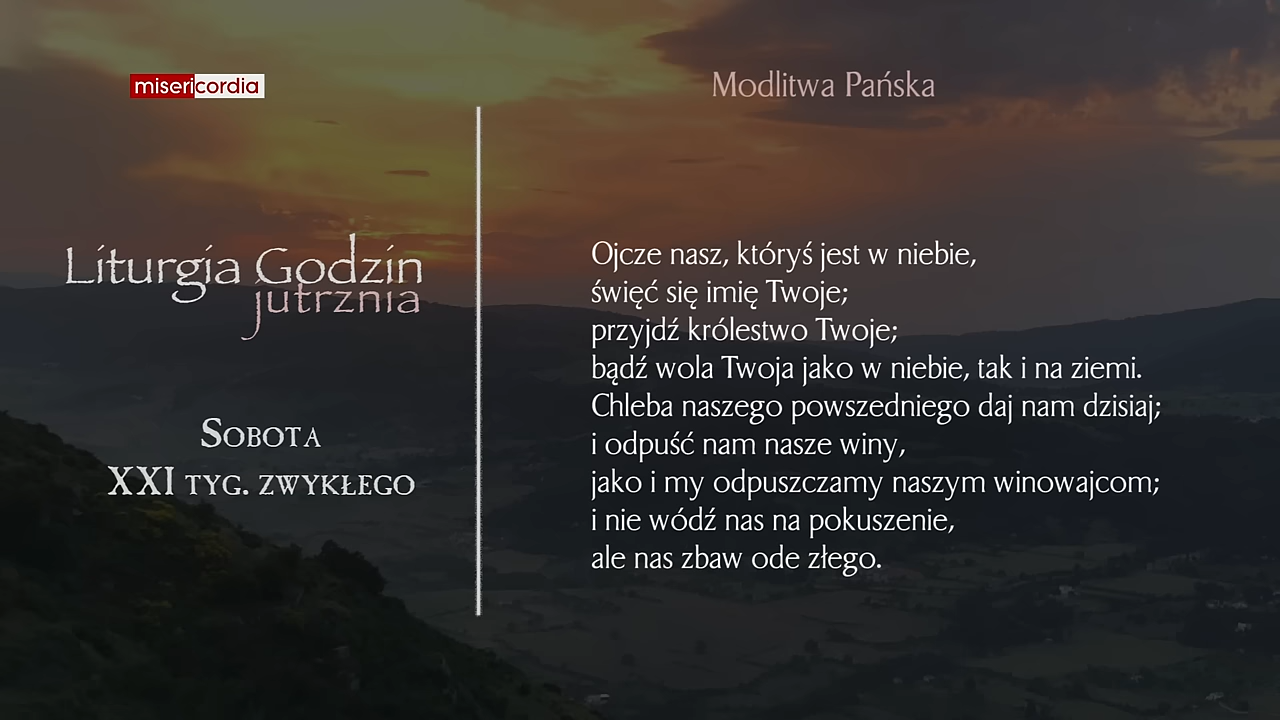 misericordia
Modlitwa Pańska
Liturgia Godzin
jutrznia
Sobota
XXI tyg. zwykłego
Ojcze nasz, któryś jest w niebie,
święć się imię Twoje;
przyjdź królestwo Twoje;
bądź wola Twoja jako w niebie, tak i na ziemi.
Chleba naszego powszedniego daj nam dzisiaj;
i odpuść nam nasze winy,
jako i my odpuszczamy naszym winowajcom;
i nie wódź nas na pokuszenie,
ale nas zbaw ode złego.